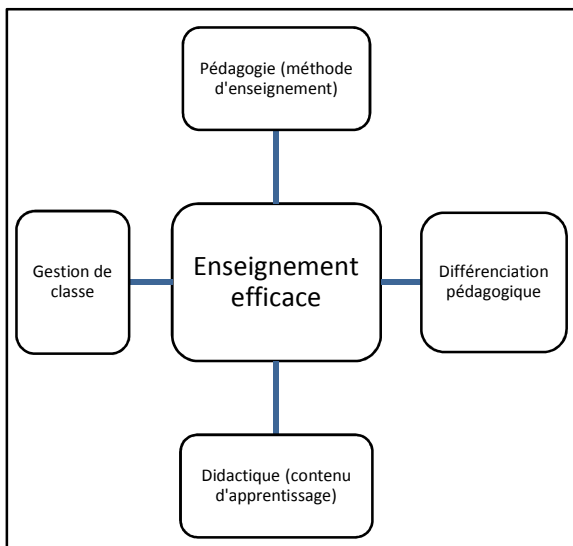 Pédagogie (méthode
d'enseignement)
Gestion de
classe
Enseignement
efficace
Différenciation
pédagogique
Didactique (contenu
d'apprentissage)